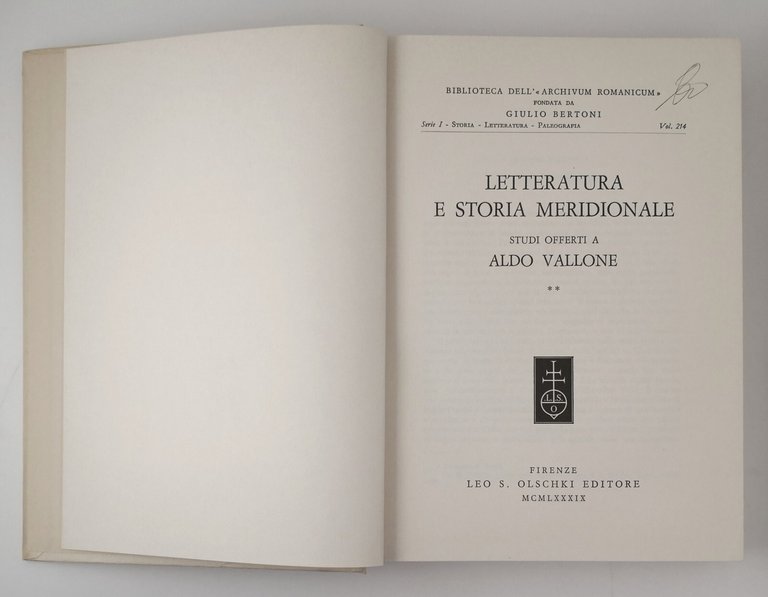 BIBLIOTECA DELL'«ARCHIVUM ROMANICUM»
FONDATA DA
GIULIO BERTONI
Serie I - STORIA - LETTERATURA - PALEOGRAFIA Vol. 214
LETTERATURA
E STORIA MERIDIONALE
STUDI OFFERTI A
ALDO VALLONE
**
L. S.
O
FIRENZE
LEO S. OLSCHKI EDITORE
MCMLXXXIX